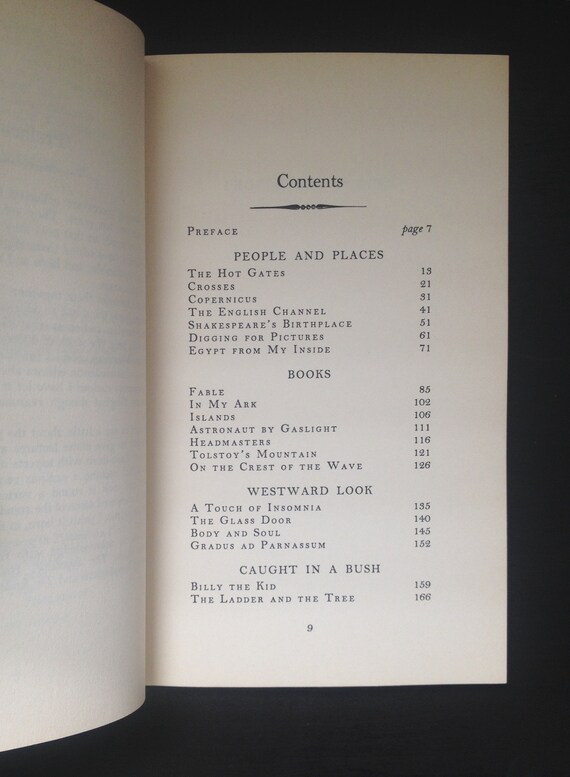 Contents
Preface page 7
PEOPLE AND PLACES
The Hot Gates 13
Crosses 21
Copernicus 31
The English Channel 41
Shakespeare's Birthplace 51
Digging for Pictures 61
Egypt from My Inside 71
BOOKS
Fable 85
In My Ark 102
Islands 106
Astronaut by Gaslight 111
Headmasters 116
Tolstoy's Mountain 121
On the Crest of the Wave 126
WESTWARD LOOK
A Touch of Insomnia 135
The Glass Door 140
Body and Soul 145
Gradus ad Parnassum 152
CAUGHT IN A BUSH
Billy the Kid 159
The Ladder and the Tree 166
9